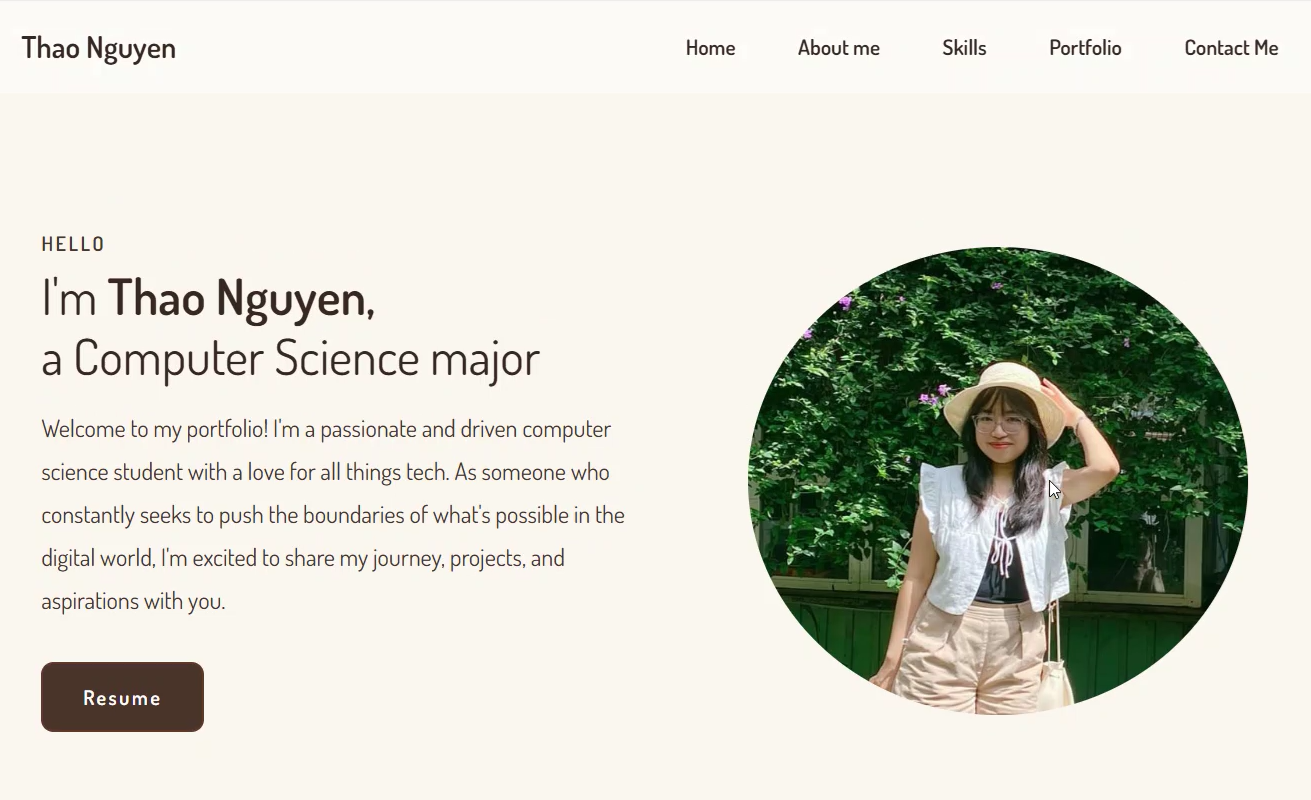 Thao Nguyen
Home About me Skills Portfolio Contact Me
HELLO
I'm Thao Nguyen,
a Computer Science major
Welcome to my portfolio! I'm a passionate and driven computer
science student with a love for all things tech. As someone who
constantly seeks to push the boundaries of what's possible in the
digital world, I'm excited to share my journey, projects, and
aspirations with you.
Resume